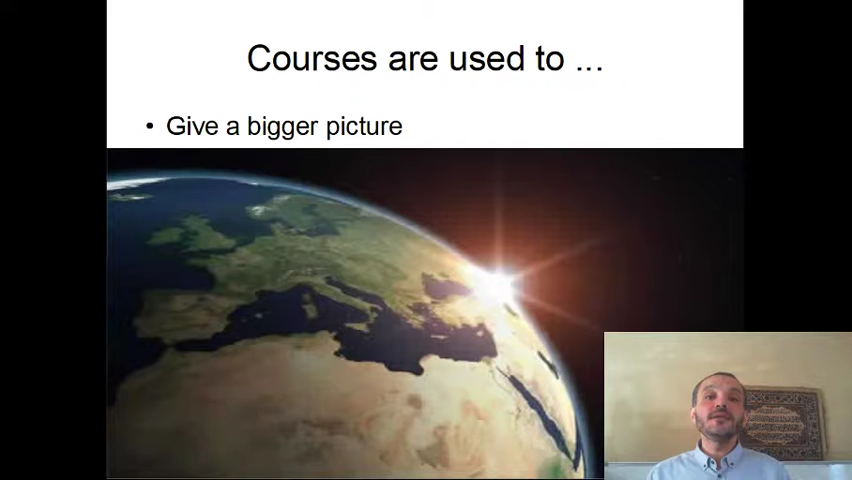 Courses are used to ...
• Give a bigger picture